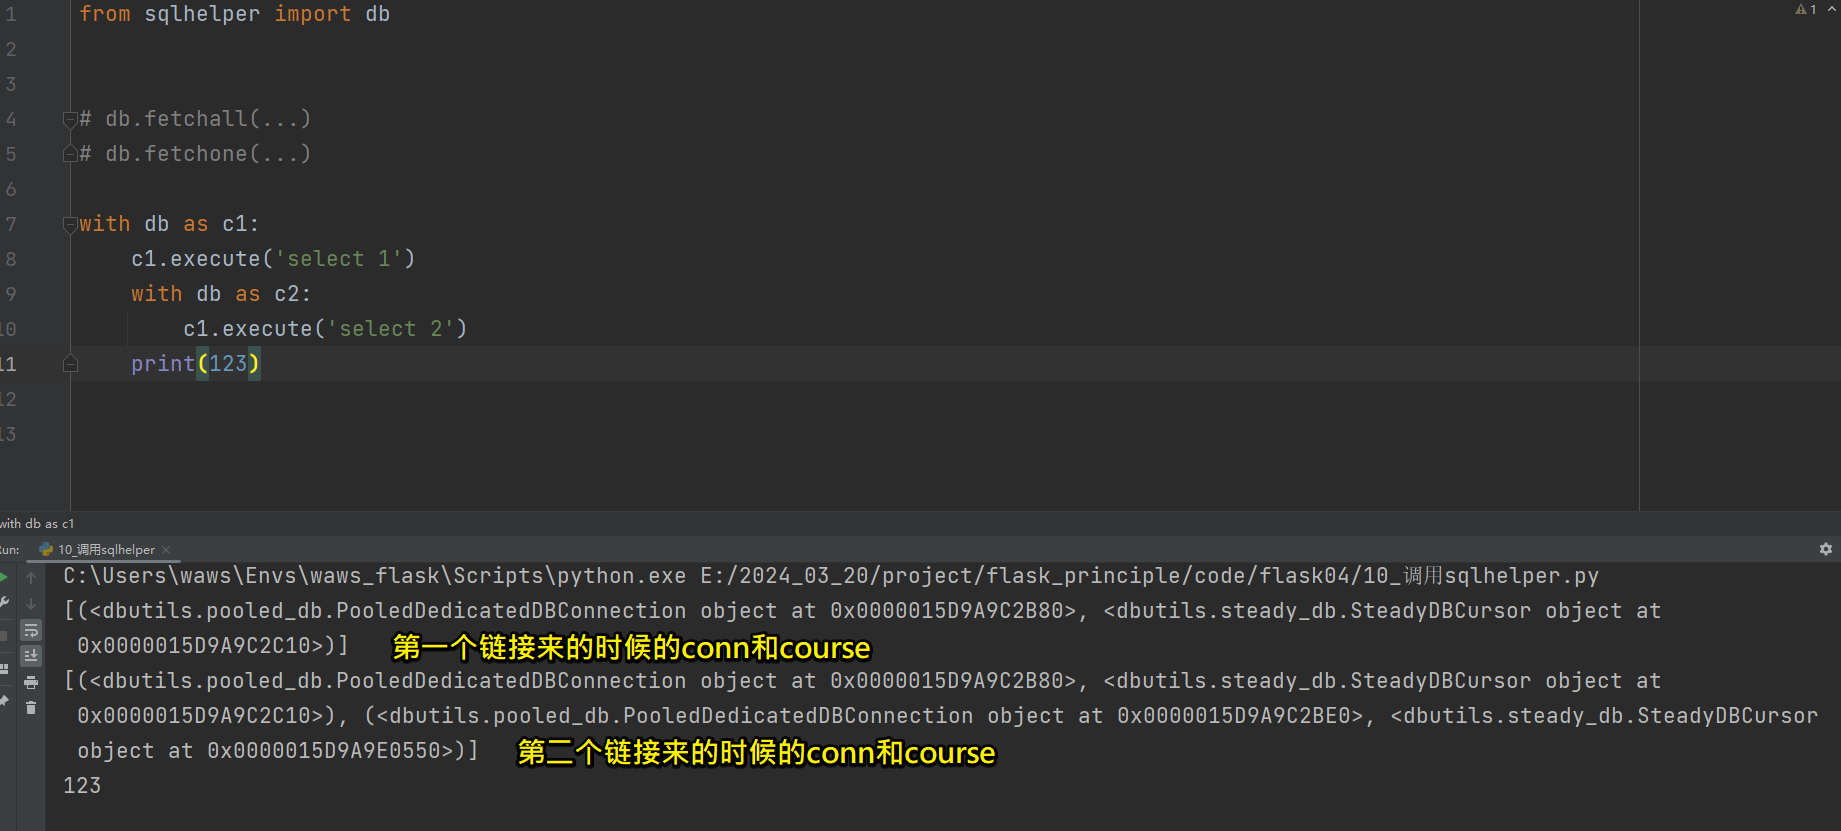 1 from sqlhelper import db
1
2
3
4 # db.fetchall(...)
5 # db.fetchone(...)
6
7 with db as c1:
8 c1.execute('select 1')
9 with db as c2:
10 c1.execute('select 2')
11 print(123)
12
13
with db as c1
Run: 10_调用sqlhelper
C:\Users\waws\Envs\waws_flask\Scripts\python.exe E:/2024_03_20/project/flask_principle/code/flask04/10_调用sqlhelper.py
[(<dbutils.pooled_db.PooledDedicatedDBConnection object at 0x0000015D9A9C2B80>, <dbutils.steady_db.SteadyDBCursor object at
0x0000015D9A9C2C10>)] 第一个链接来的时候的conn和course
[(<dbutils.pooled_db.PooledDedicatedDBConnection object at 0x0000015D9A9C2B80>, <dbutils.steady_db.SteadyDBCursor object at
0x0000015D9A9C2C10>), (<dbutils.pooled_db.PooledDedicatedDBConnection object at 0x0000015D9A9C2BE0>, <dbutils.steady_db.SteadyDBCursor
object at 0x0000015D9A9E0550>)] 第二个链接来的时候的conn和course
123